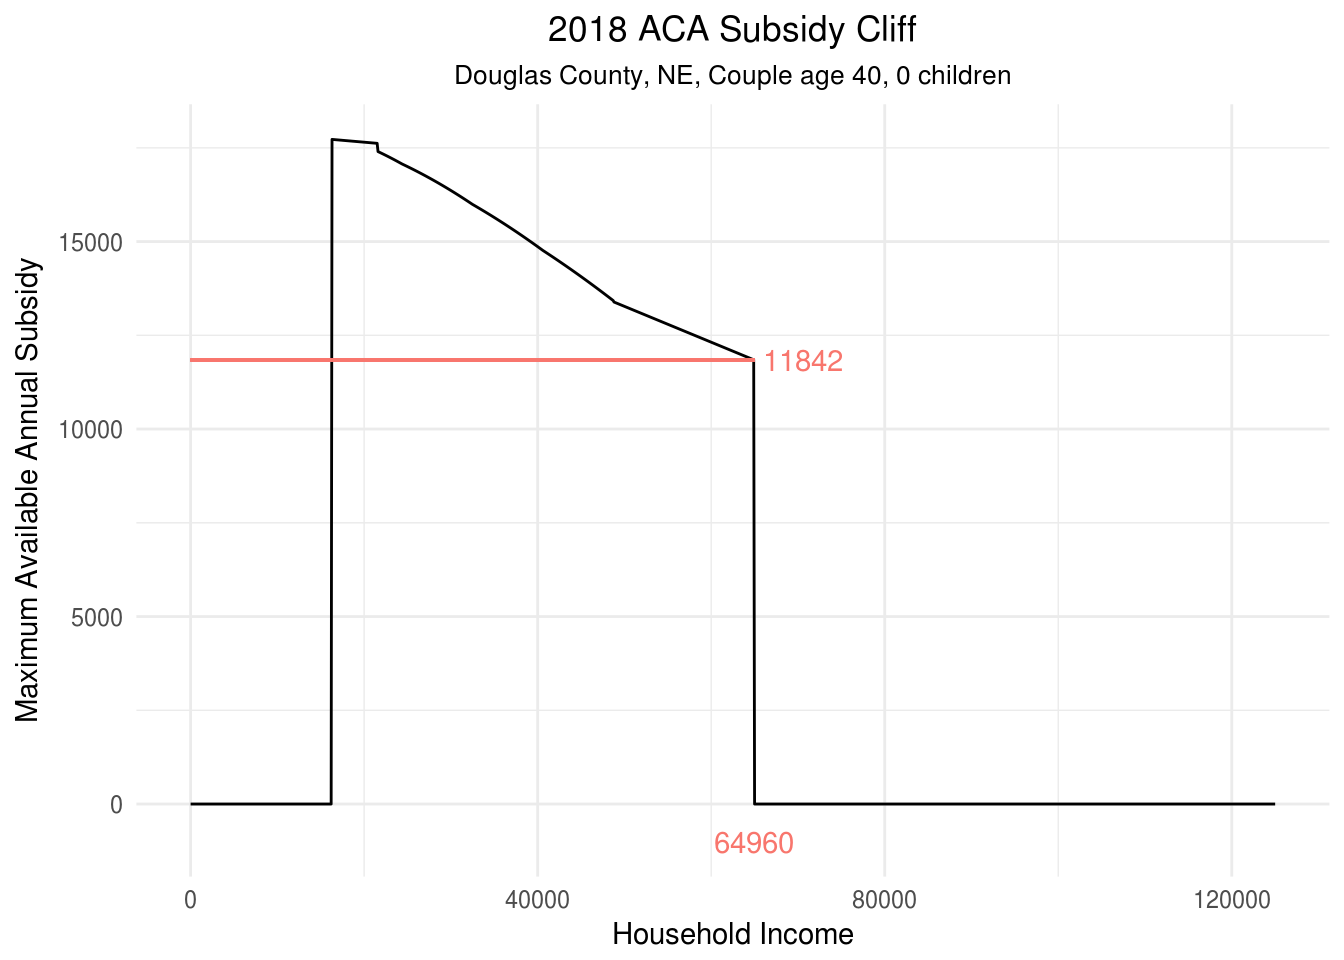 2018 ACA Subsidy Cliff
Douglas County, NE, Couple age 40, 0 children
Maximum Available Annual Subsidy
15000
10000
5000
0
11842
64960
0
40000
80000
120000
Household Income